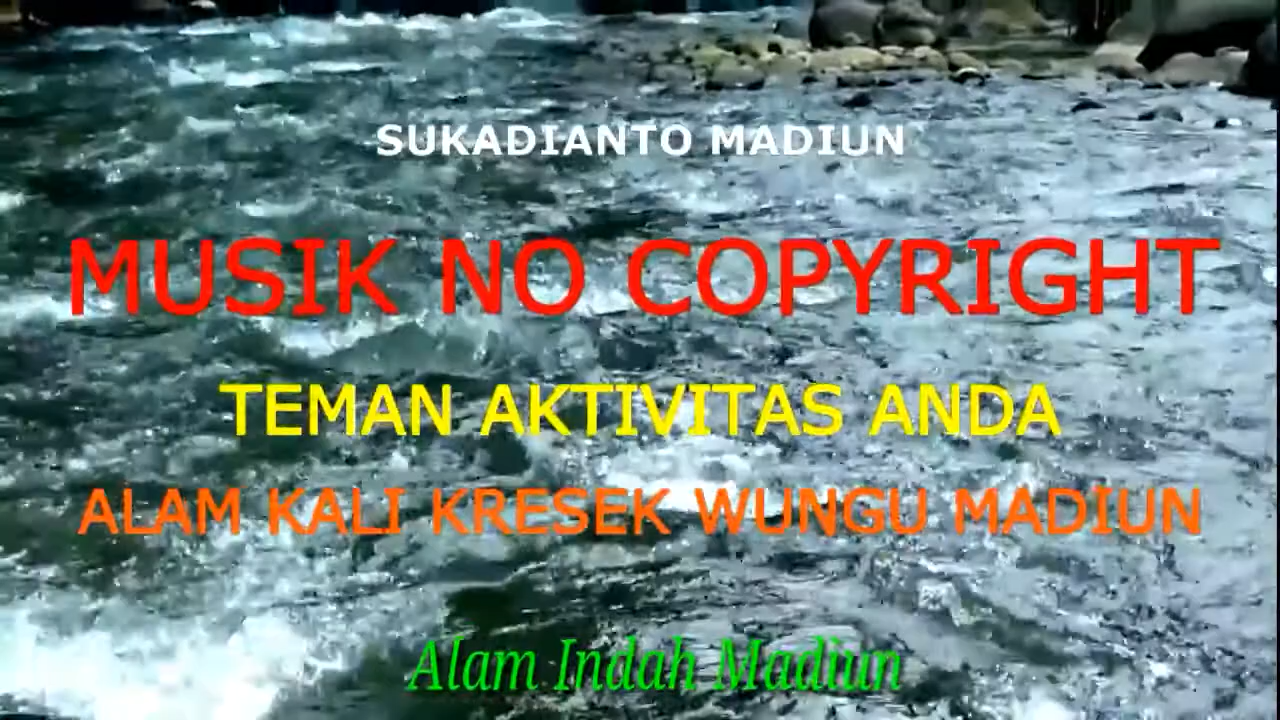 SUKADIANTO MADIUN
MUSIK NO COPYRIGHT
TEMAN AKTIVITAS ANDA
ALAM KALI KRESEK WUNGU MADIUN
Alam Indah Madiun